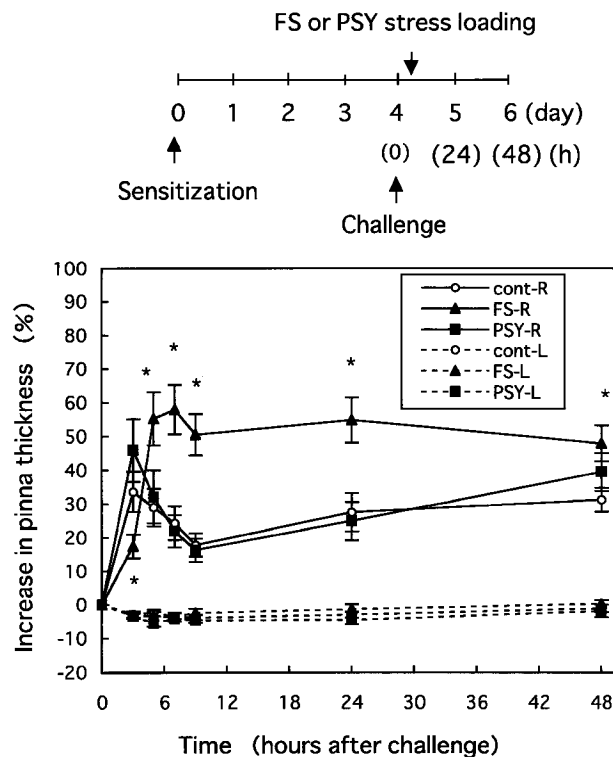 FS or PSY stress loading
0 1 2 3 4 5 6 (day)
(0) (24) (48) (h)
Sensitization
Challenge
Increase in pinna thickness (%)
100
90
80
70
60
50
40
30
20
10
0
-10
-20
cont-R
FS-R
PSY-R
cont-L
FS-L
PSY-L
* * * * * *
0 6 12 18 24 30 36 42 48
Time (hours after challenge)